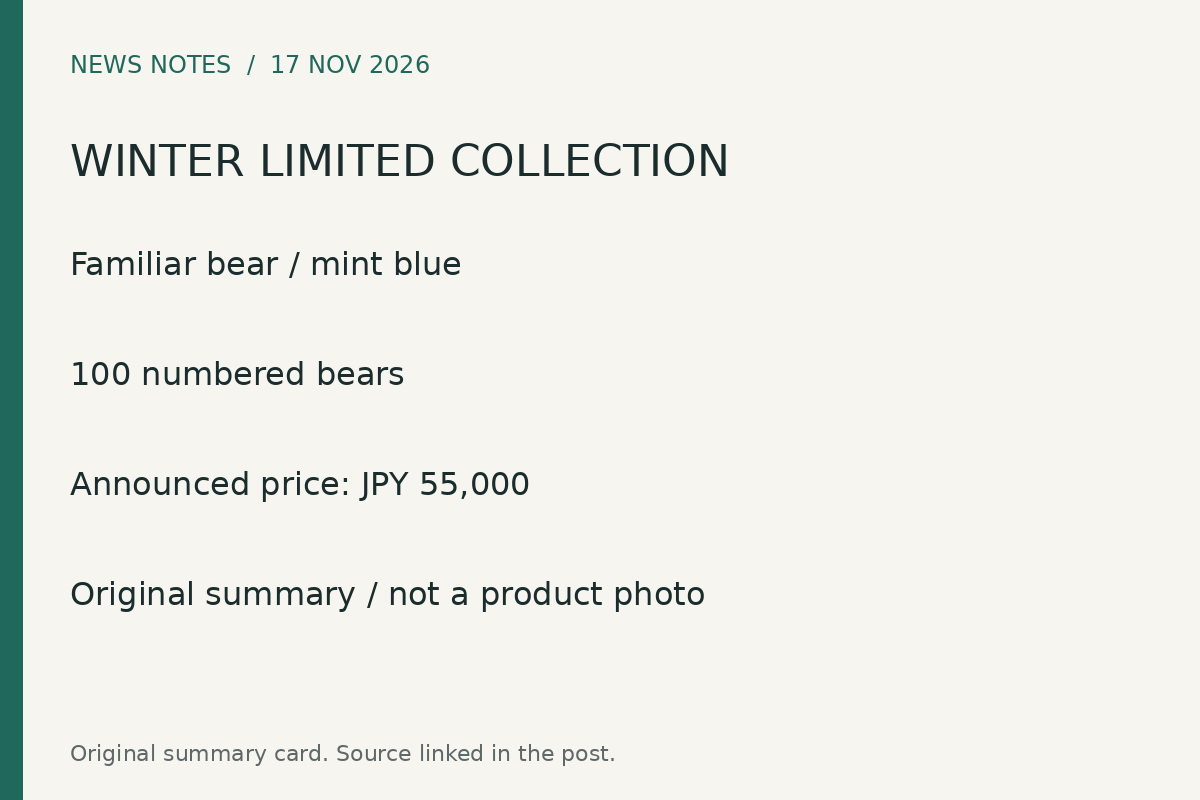 NEWS NOTES / 17 NOV 2026
WINTER LIMITED COLLECTION
Familiar bear / mint blue
100 numbered bears
Announced price: JPY 55,000
Original summary / not a product photo
Original summary card. Source linked in the post.